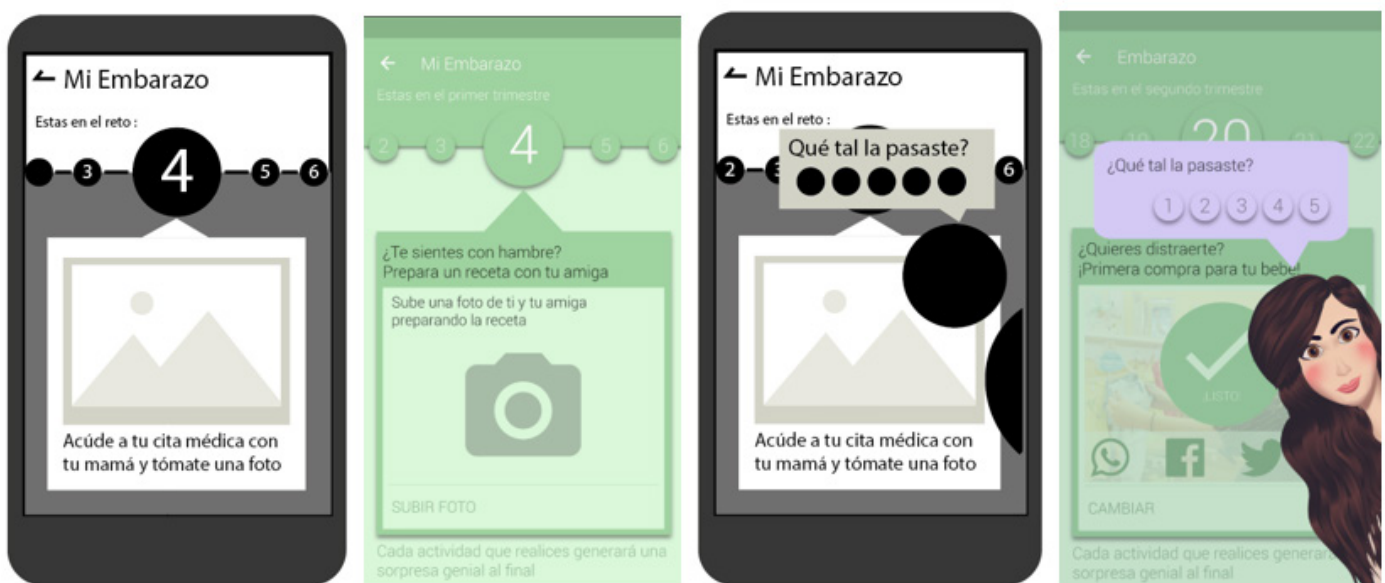 Mi Embarazo
Estas en el reto :
3
4
5
6
Acúde a tu cita médica con
tu mamá y tómate una foto
Mi Embarazo
Estas en el primer trimestre
2
3
4
5
6
¿Te sientes con hambre?
Prepara un receta con tu amiga
Sube una foto de ti y tu amiga
preparando la receta
SUBIR FOTO
Cada actividad que realices generará una
sorpresa genial al final
Mi Embarazo
Estas en el reto :
Qué tal la pasaste?
2
3
6
Acúde a tu cita médica con
tu mamá y tómate una foto
Embarazo
Estas en el segundo trimestre
18
19
20
21
22
¿Qué tal la pasaste?
1 2 3 4 5
¿Quieres distraerte?
¡Primera compra para tu bebe!
LISTO
CAMBIAR
Cada actividad que realices
sorpresa genial al final